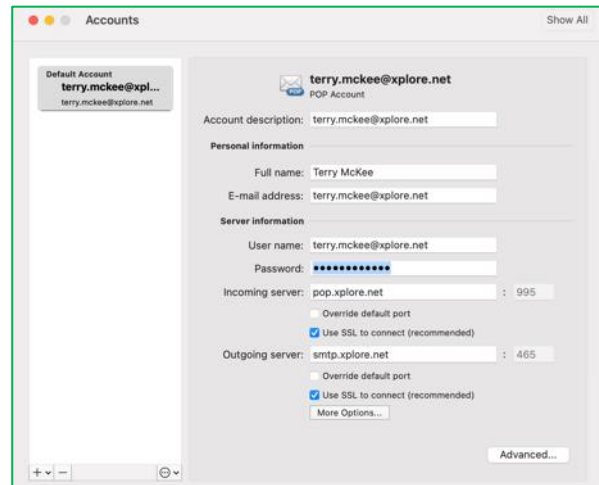 Accounts
Show All
Default Account
terry.mckee@xpl...
terry.mckee@xplore.net
terry.mckee@xplore.net
POP
POP Account
Account description: terry.mckee@xplore.net
Personal information
Full name: Terry McKee
E-mail address: terry.mckee@xplore.net
Server information
User name: terry.mckee@xplore.net
Password: ••••••••••••
Incoming server: pop.xplore.net : 995
Override default port
Use SSL to connect (recommended)
Outgoing server: smtp.xplore.net : 465
Override default port
Use SSL to connect (recommended)
More Options...
Advanced...